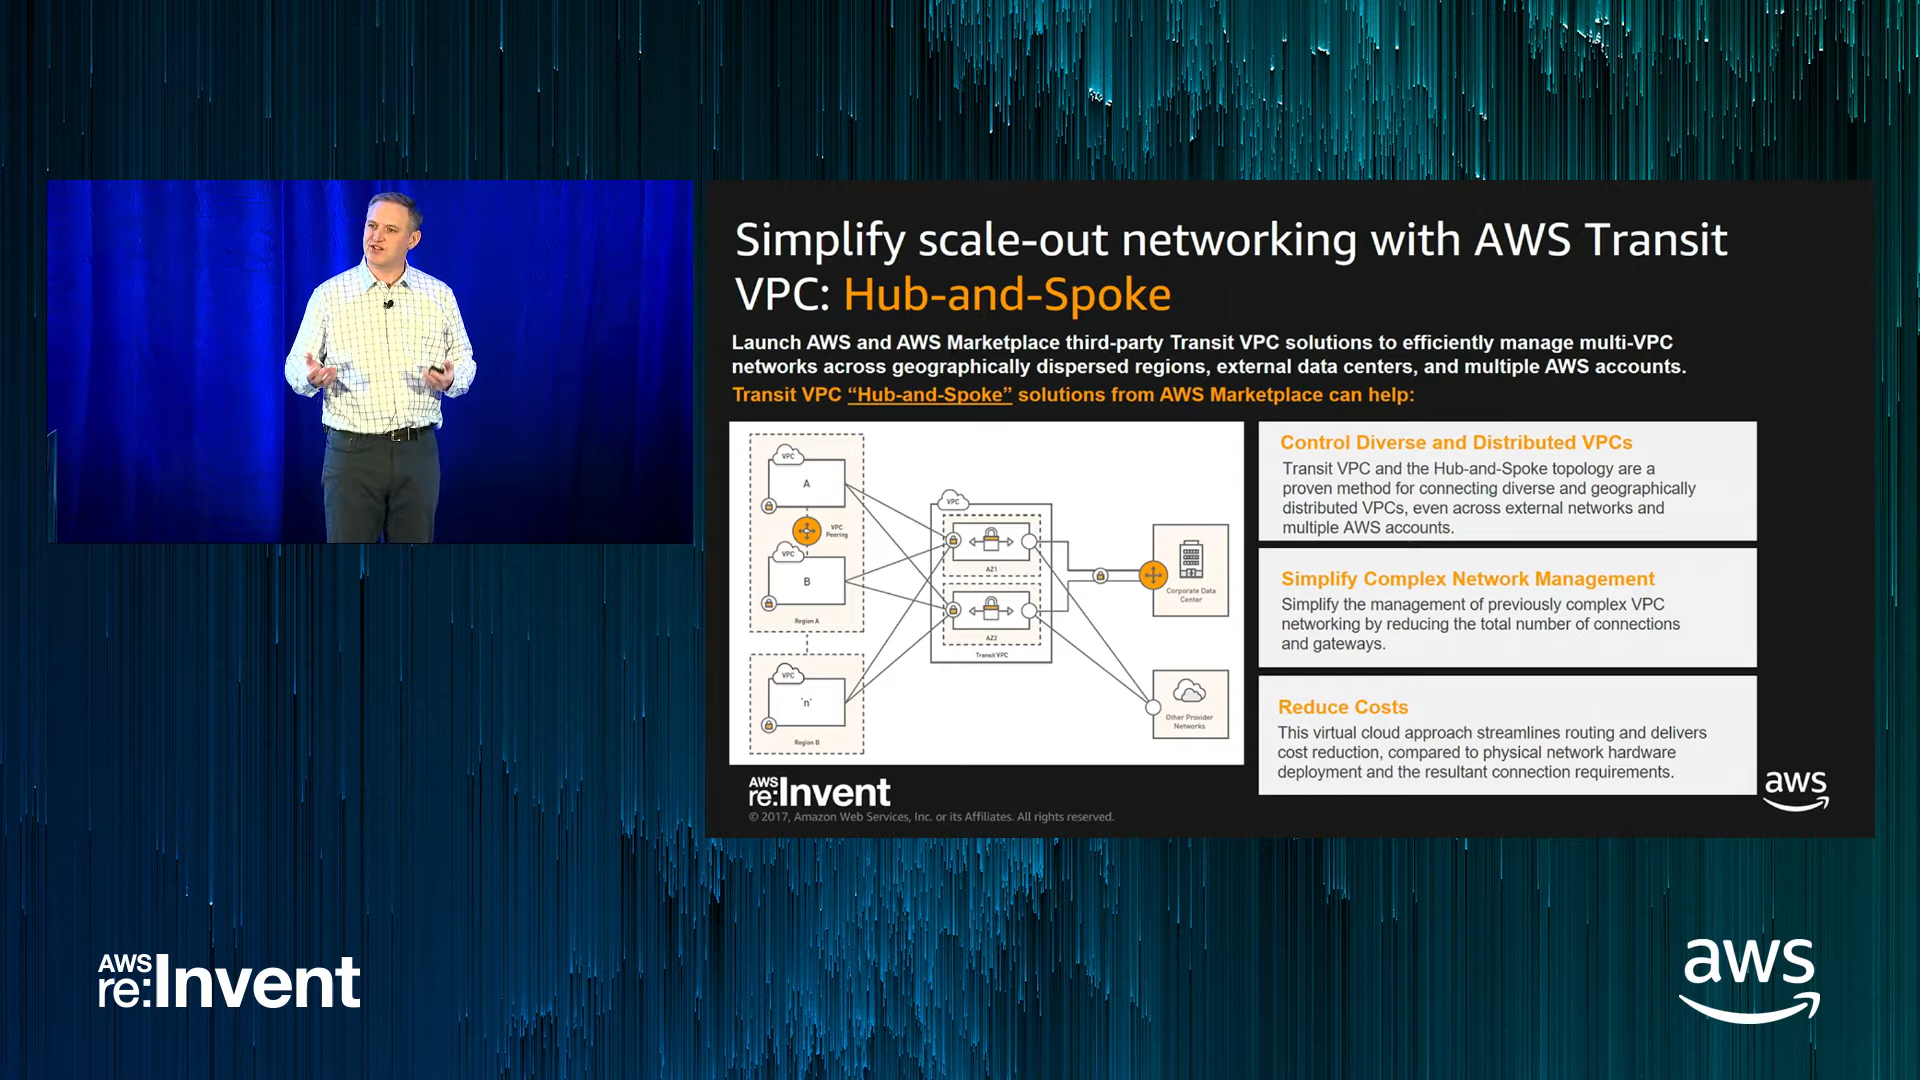 Simplify scale-out networking with AWS Transit
VPC: Hub-and-Spoke
Launch AWS and AWS Marketplace third-party Transit VPC solutions to efficiently manage multi-VPC
networks across geographically dispersed regions, external data centers, and multiple AWS accounts.
Transit VPC “Hub-and-Spoke” solutions from AWS Marketplace can help:
VPC
A
VPC
Peering
VPC
B
Region A
VPC
'n'
Region B
VPC
AZ1
AZ2
Transit VPC
Corporate Data
Center
Other Provider
Networks
Control Diverse and Distributed VPCs
Transit VPC and the Hub-and-Spoke topology are a
proven method for connecting diverse and geographically
distributed VPCs, even across external networks and
multiple AWS accounts.
Simplify Complex Network Management
Simplify the management of previously complex VPC
networking by reducing the total number of connections
and gateways.
Reduce Costs
This virtual cloud approach streamlines routing and delivers
cost reduction, compared to physical network hardware
deployment and the resultant connection requirements.
AWS
re:Invent
© 2017, Amazon Web Services, Inc. or its Affiliates. All rights reserved.
aws
AWS
re:Invent
aws